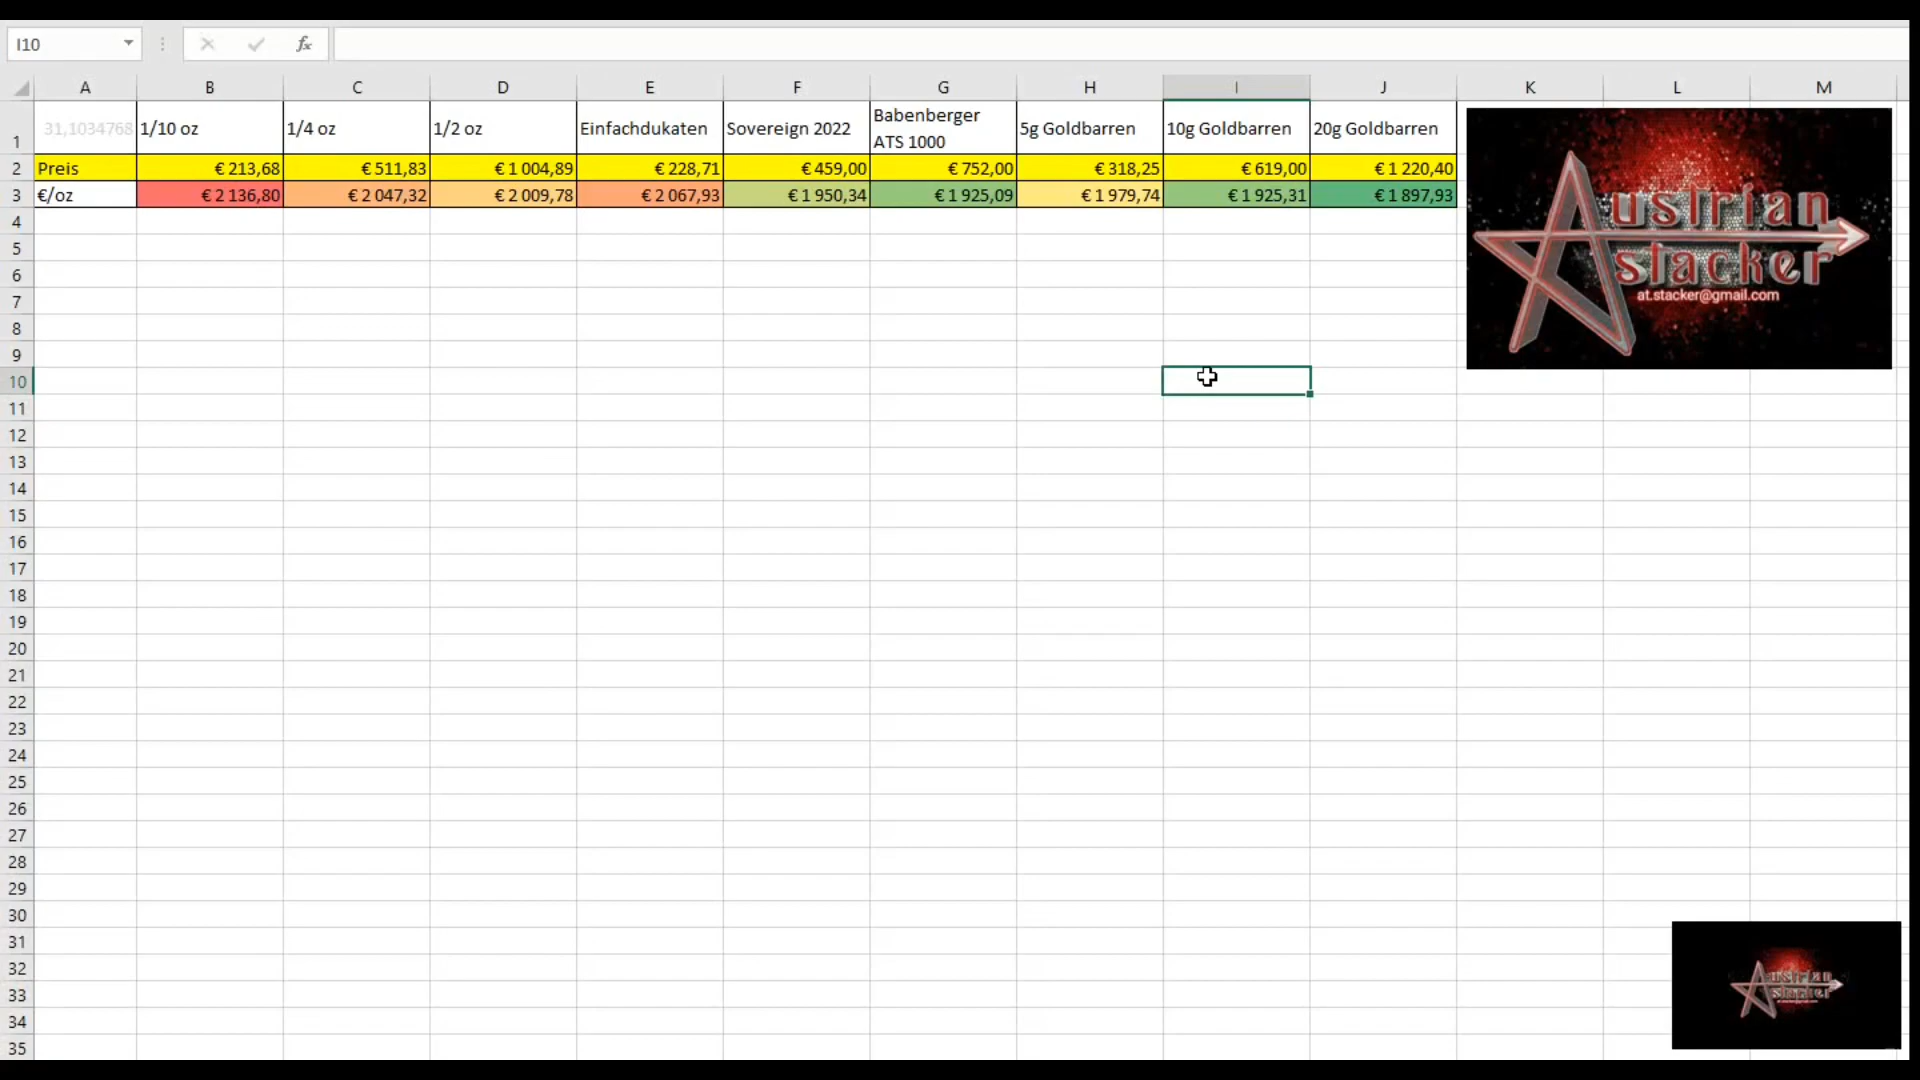 I10
fx
A B C D E F G H I J K L M
1 31,1034768 1/10 oz 1/4 oz 1/2 oz Einfachdukaten Sovereign 2022 Babenberger ATS 1000 5g Goldbarren 10g Goldbarren 20g Goldbarren
2 Preis € 213,68 € 511,83 € 1 004,89 € 228,71 € 459,00 € 752,00 € 318,25 € 619,00 € 1 220,40
3 €/oz € 2 136,80 € 2 047,32 € 2 009,78 € 2 067,93 € 1 950,34 € 1 925,09 € 1 979,74 € 1 925,31 € 1 897,93
Austrian
stacker
at.stacker@gmail.com
4
5
6
7
8
9
10
11
12
13
14
15
16
17
18
19
20
21
22
23
24
25
26
27
28
29
30
31
32
33
34
35
Austrian
stacker